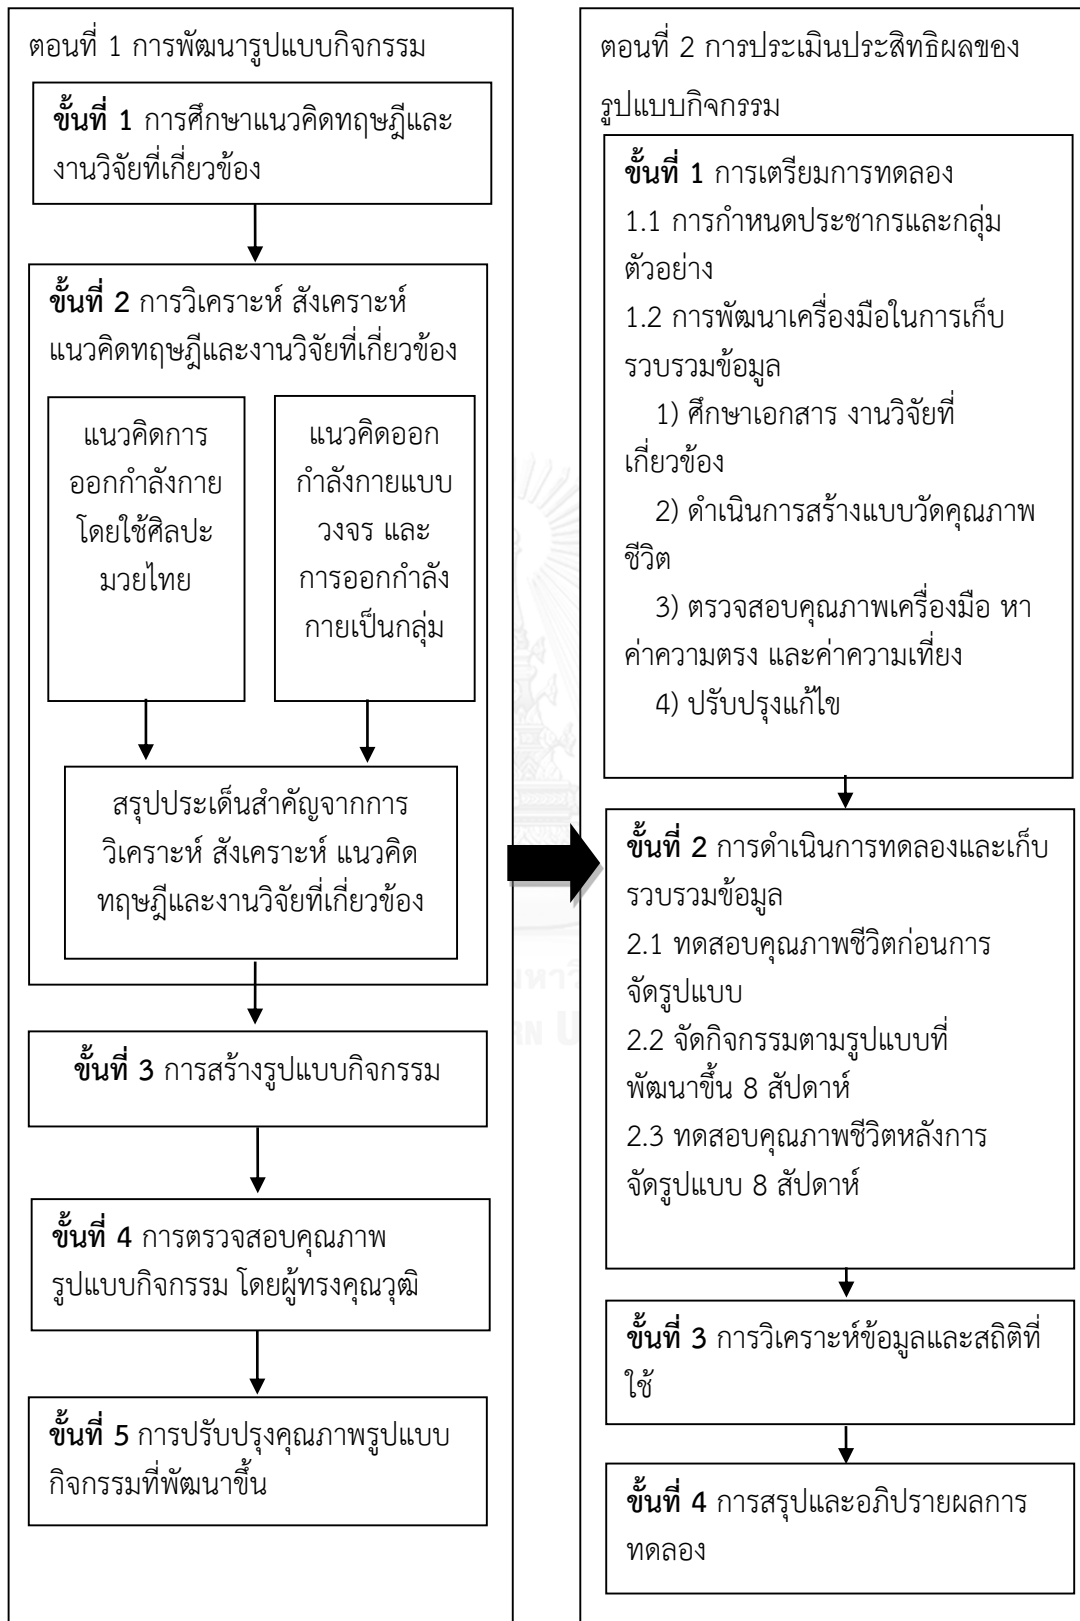 ตอนที่ 1 การพัฒนารูปแบบกิจกรรม
ขั้นที่ 1 การศึกษาแนวคิดทฤษฎีและ
งานวิจัยที่เกี่ยวข้อง
ขั้นที่ 2 การวิเคราะห์ สังเคราะห์
แนวคิดทฤษฎีและงานวิจัยที่เกี่ยวข้อง
แนวคิดการ
ออกกำลังกาย
โดยใช้ศิลปะ
มวยไทย
แนวคิดออก
กำลังกายแบบ
วงจร และ
การออกกำลัง
กายเป็นกลุ่ม
สรุปประเด็นสำคัญจากการ
วิเคราะห์ สังเคราะห์ แนวคิด
ทฤษฎีและงานวิจัยที่เกี่ยวข้อง
ขั้นที่ 3 การสร้างรูปแบบกิจกรรม
ขั้นที่ 4 การตรวจสอบคุณภาพ
รูปแบบกิจกรรม โดยผู้ทรงคุณวุฒิ
ขั้นที่ 5 การปรับปรุงคุณภาพรูปแบบ
กิจกรรมที่พัฒนาขึ้น
ตอนที่ 2 การประเมินประสิทธิผลของ
รูปแบบกิจกรรม
ขั้นที่ 1 การเตรียมการทดลอง
1.1 การกำหนดประชากรและกลุ่ม
ตัวอย่าง
1.2 การพัฒนาเครื่องมือในการเก็บ
รวบรวมข้อมูล
1) ศึกษาเอกสาร งานวิจัยที่
เกี่ยวข้อง
2) ดำเนินการสร้างแบบวัดคุณภาพ
ชีวิต
3) ตรวจสอบคุณภาพเครื่องมือ หา
ค่าความตรง และค่าความเที่ยง
4) ปรับปรุงแก้ไข
ขั้นที่ 2 การดำเนินการทดลองและเก็บ
รวบรวมข้อมูล
2.1 ทดสอบคุณภาพชีวิตก่อนการ
จัดรูปแบบ
2.2 จัดกิจกรรมตามรูปแบบที่
พัฒนาขึ้น 8 สัปดาห์
2.3 ทดสอบคุณภาพชีวิตหลังการ
จัดรูปแบบ 8 สัปดาห์
ขั้นที่ 3 การวิเคราะห์ข้อมูลและสถิติที่
ใช้
ขั้นที่ 4 การสรุปและอภิปรายผลการ
ทดลอง